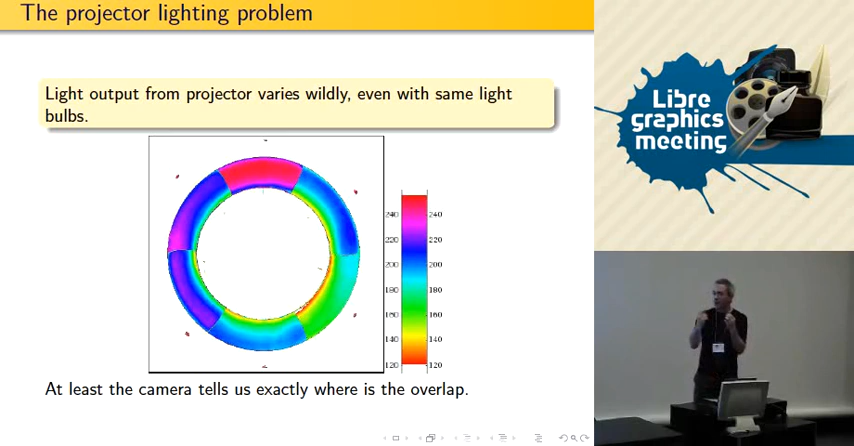 The projector lighting problem
Light output from projector varies wildly, even with same light
bulbs.
240 240
220 220
200 200
180 180
160 160
140 140
120 120
At least the camera tells us exactly where is the overlap.
Libre
graphics
meeting